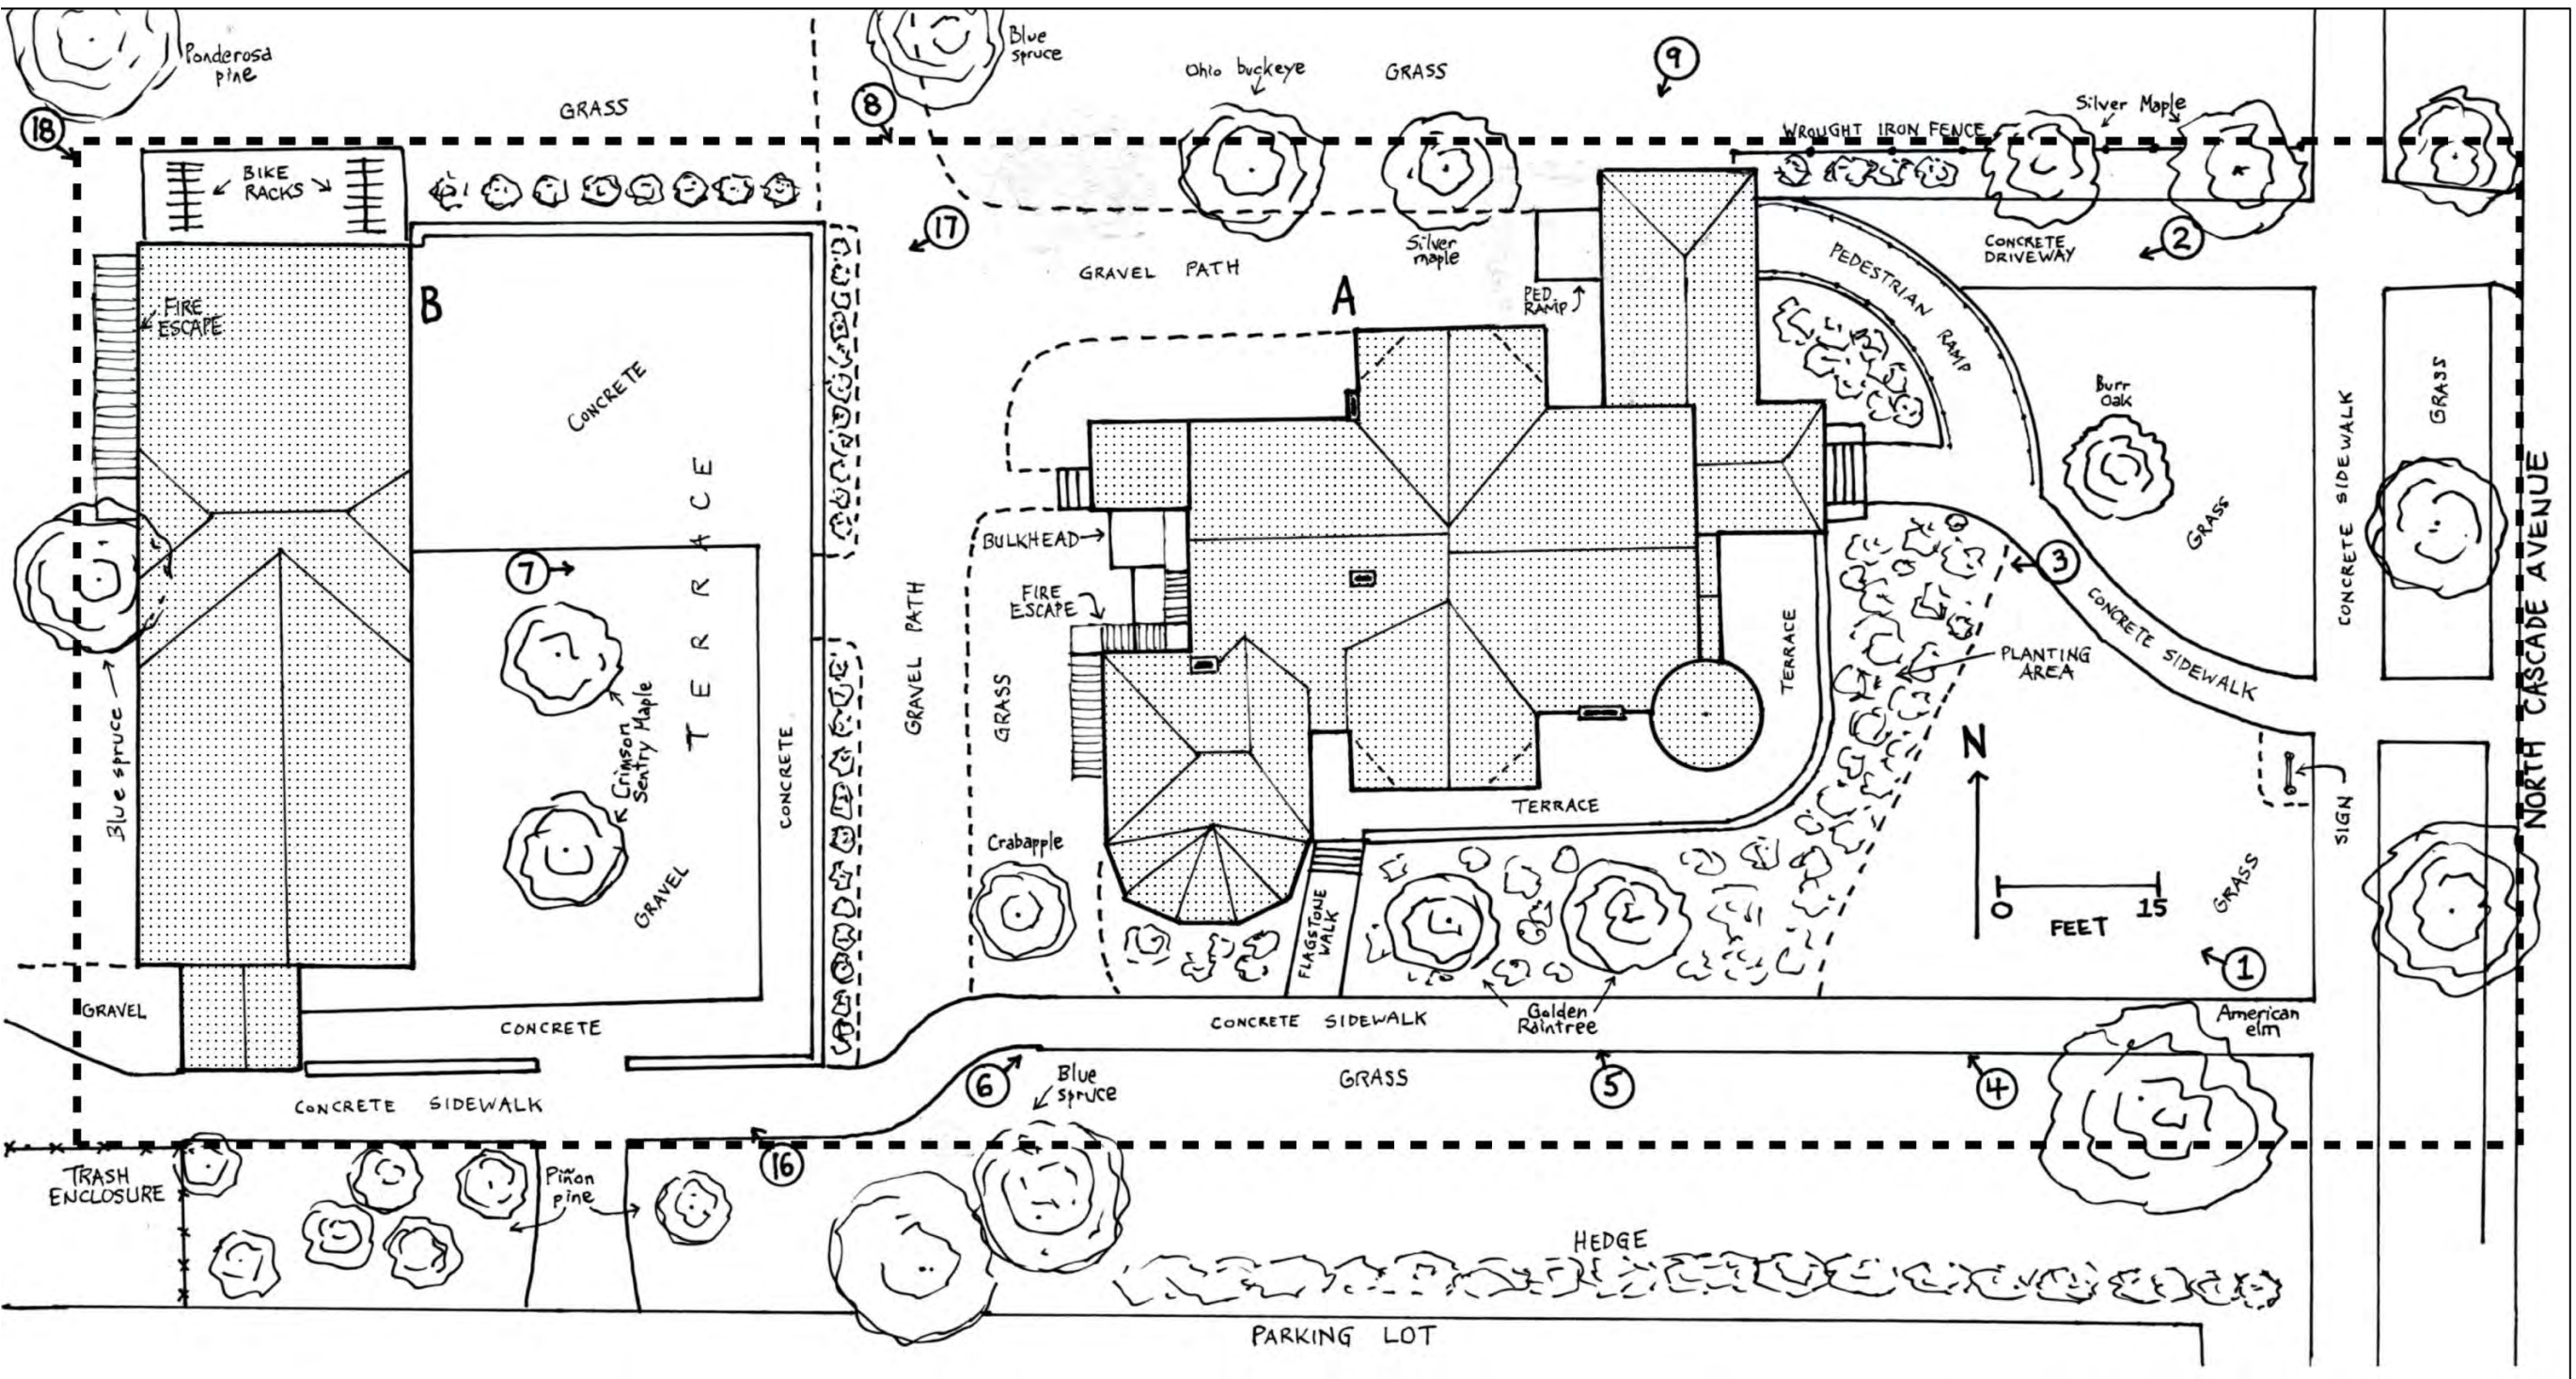 Ponderosa
pine
Blue
spruce
Ohio buckeye
GRASS
9
Silver Maple
18
GRASS
8
WROUGHT IRON FENCE
BIKE
RACKS
17
Silver
maple
CONCRETE
DRIVEWAY
2
GRAVEL PATH
PEDESTRIAN RAMP
A
PED.
RAMP
B
FIRE
ESCAPE
CONCRETE
Burr
Oak
GRASS
CONCRETE SIDEWALK
GRASS
NORTH CASCADE AVENUE
TERRACE
BULKHEAD
7
FIRE
ESCAPE
3
CONCRETE SIDEWALK
GRAVEL PATH
GRASS
TERRACE
PLANTING
AREA
Blue spruce
Crimson
Sentry Maple
CONCRETE
N
TERRACE
SIGN
Crabapple
GRAVEL
FLAGSTONE
WALK
0 15
FEET
GRASS
1
GRAVEL
CONCRETE
CONCRETE SIDEWALK
Golden
Raintree
American
elm
6
Blue
spruce
GRASS
5
4
CONCRETE SIDEWALK
16
TRASH
ENCLOSURE
Piñon
pine
HEDGE
PARKING LOT